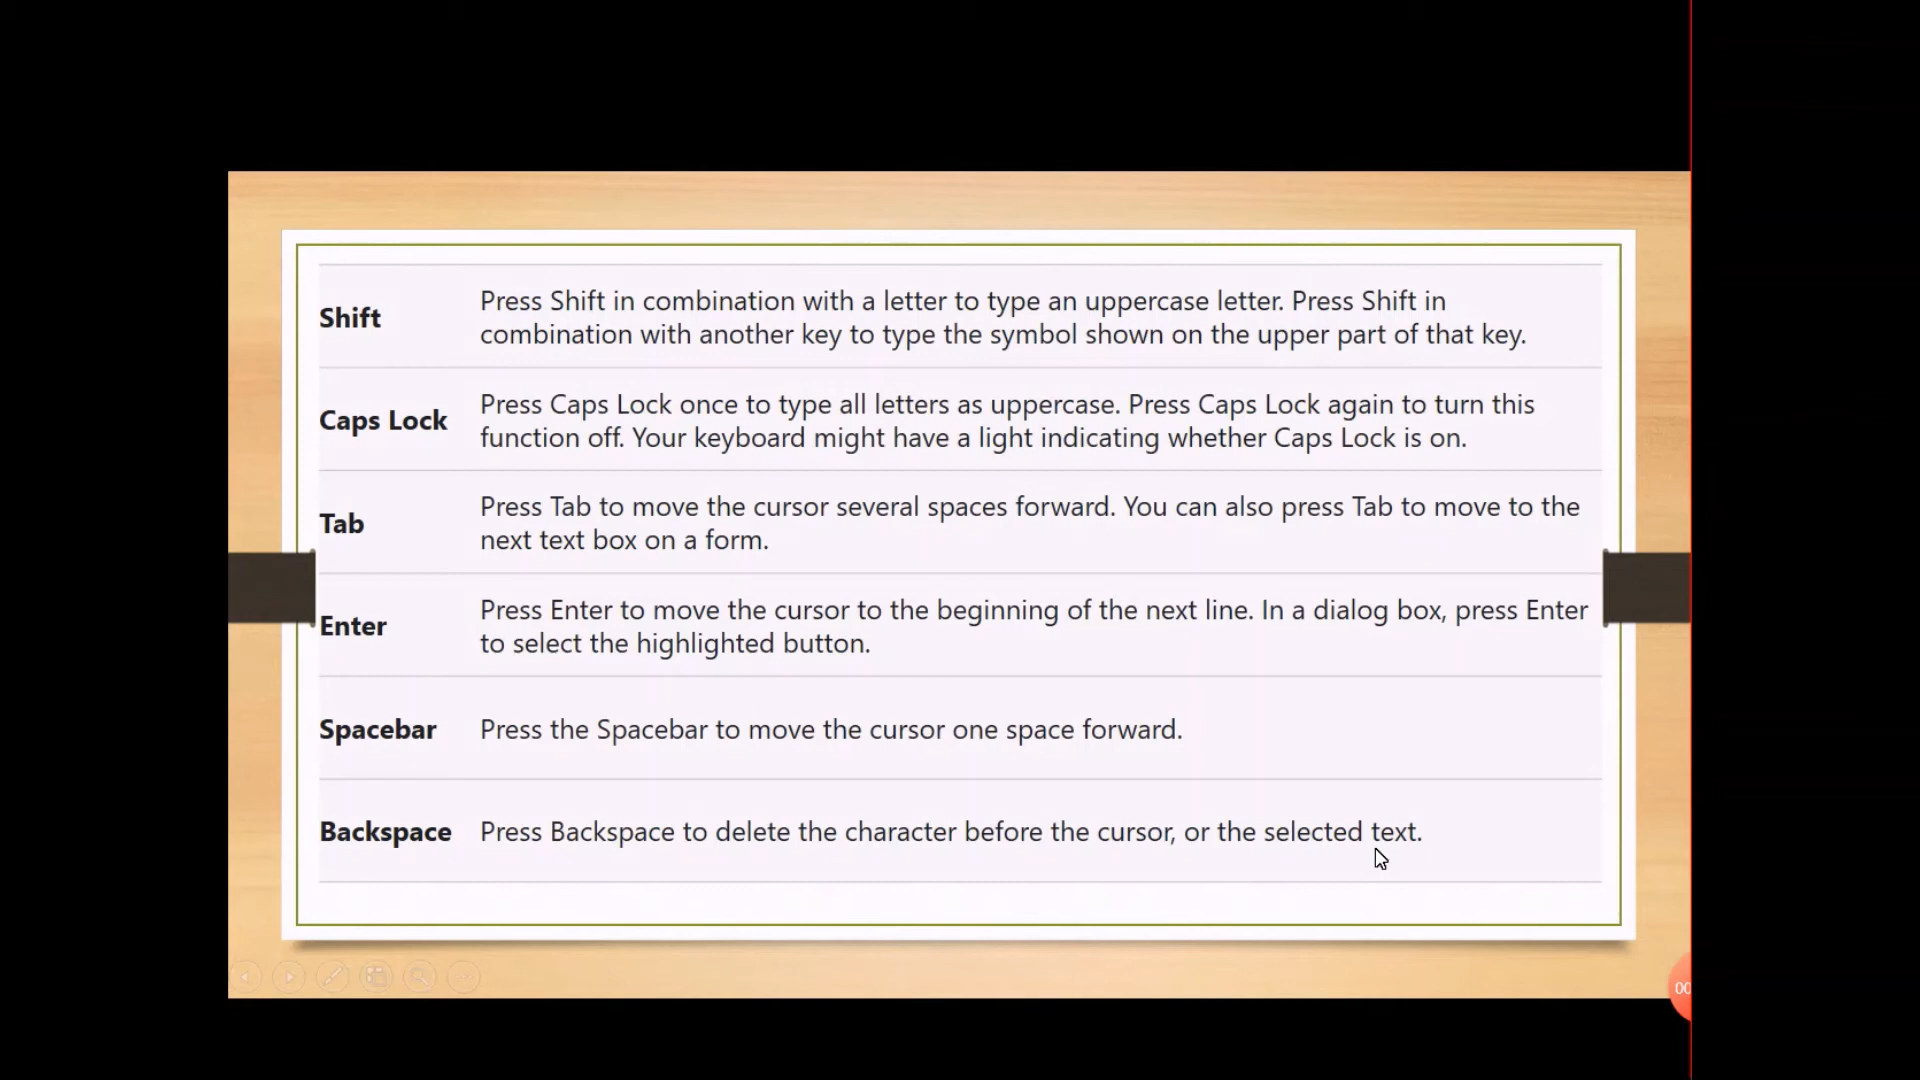 Shift
Press Shift in combination with a letter to type an uppercase letter. Press Shift in
combination with another key to type the symbol shown on the upper part of that key.
Caps Lock
Press Caps Lock once to type all letters as uppercase. Press Caps Lock again to turn this
function off. Your keyboard might have a light indicating whether Caps Lock is on.
Tab
Press Tab to move the cursor several spaces forward. You can also press Tab to move to the
next text box on a form.
Enter
Press Enter to move the cursor to the beginning of the next line. In a dialog box, press Enter
to select the highlighted button.
Spacebar
Press the Spacebar to move the cursor one space forward.
Backspace
Press Backspace to delete the character before the cursor, or the selected text.
00